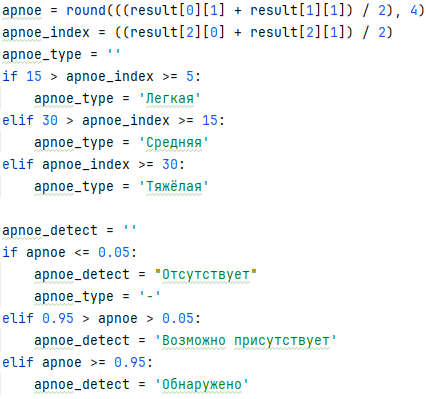 apnoe = round(((result[0][1] + result[1][1]) / 2), 4)
apnoe_index = ((result[2][0] + result[2][1]) / 2)
apnoe_type = ''
if 15 > apnoe_index >= 5:
    apnoe_type = 'Легкая'
elif 30 > apnoe_index >= 15:
    apnoe_type = 'Средняя'
elif apnoe_index >= 30:
    apnoe_type = 'Тяжёлая'

apnoe_detect = ''
if apnoe <= 0.05:
    apnoe_detect = "Отсутствует"
    apnoe_type = '-'
elif 0.95 > apnoe > 0.05:
    apnoe_detect = 'Возможно присутствует'
elif apnoe >= 0.95:
    apnoe_detect = 'Обнаружено'